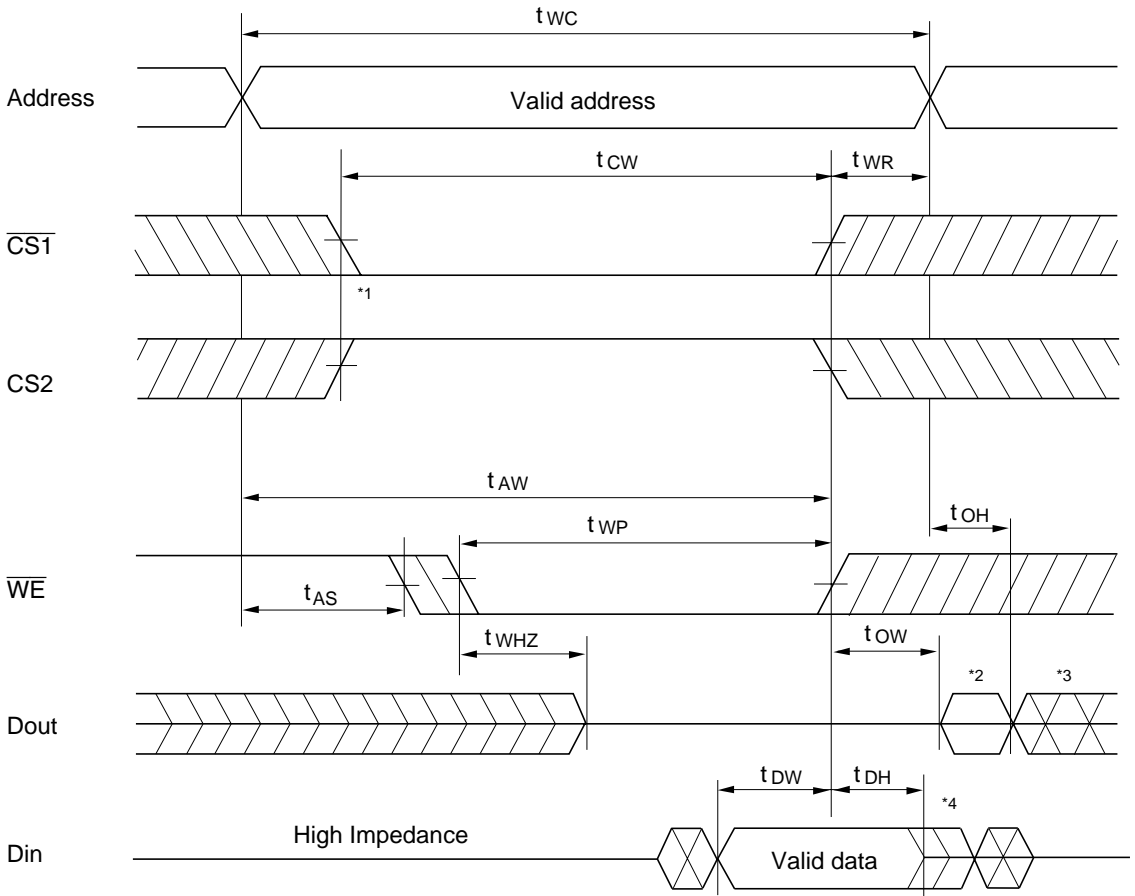 t WC
Address
Valid address
t CW
t WR
CS1
*1
CS2
t AW
t WP
t OH
WE
t AS
t WHZ
t OW
*2
*3
Dout
t DW
t DH
*4
High Impedance
Din
Valid data